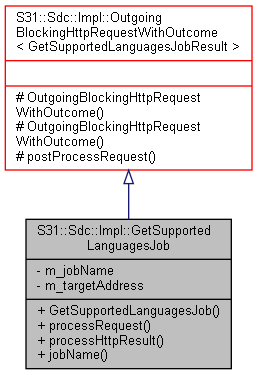 S31::Sdc::Impl::Outgoing
BlockingHttpRequestWithOutcome
< GetSupportedLanguagesJobResult >
# OutgoingBlockingHttpRequest
WithOutcome()
# OutgoingBlockingHttpRequest
WithOutcome()
# postProcessRequest()
S31::Sdc::Impl::GetSupported
LanguagesJob
- m_jobName
- m_targetAddress
+ GetSupportedLanguagesJob()
+ processRequest()
+ processHttpResult()
+ jobName()